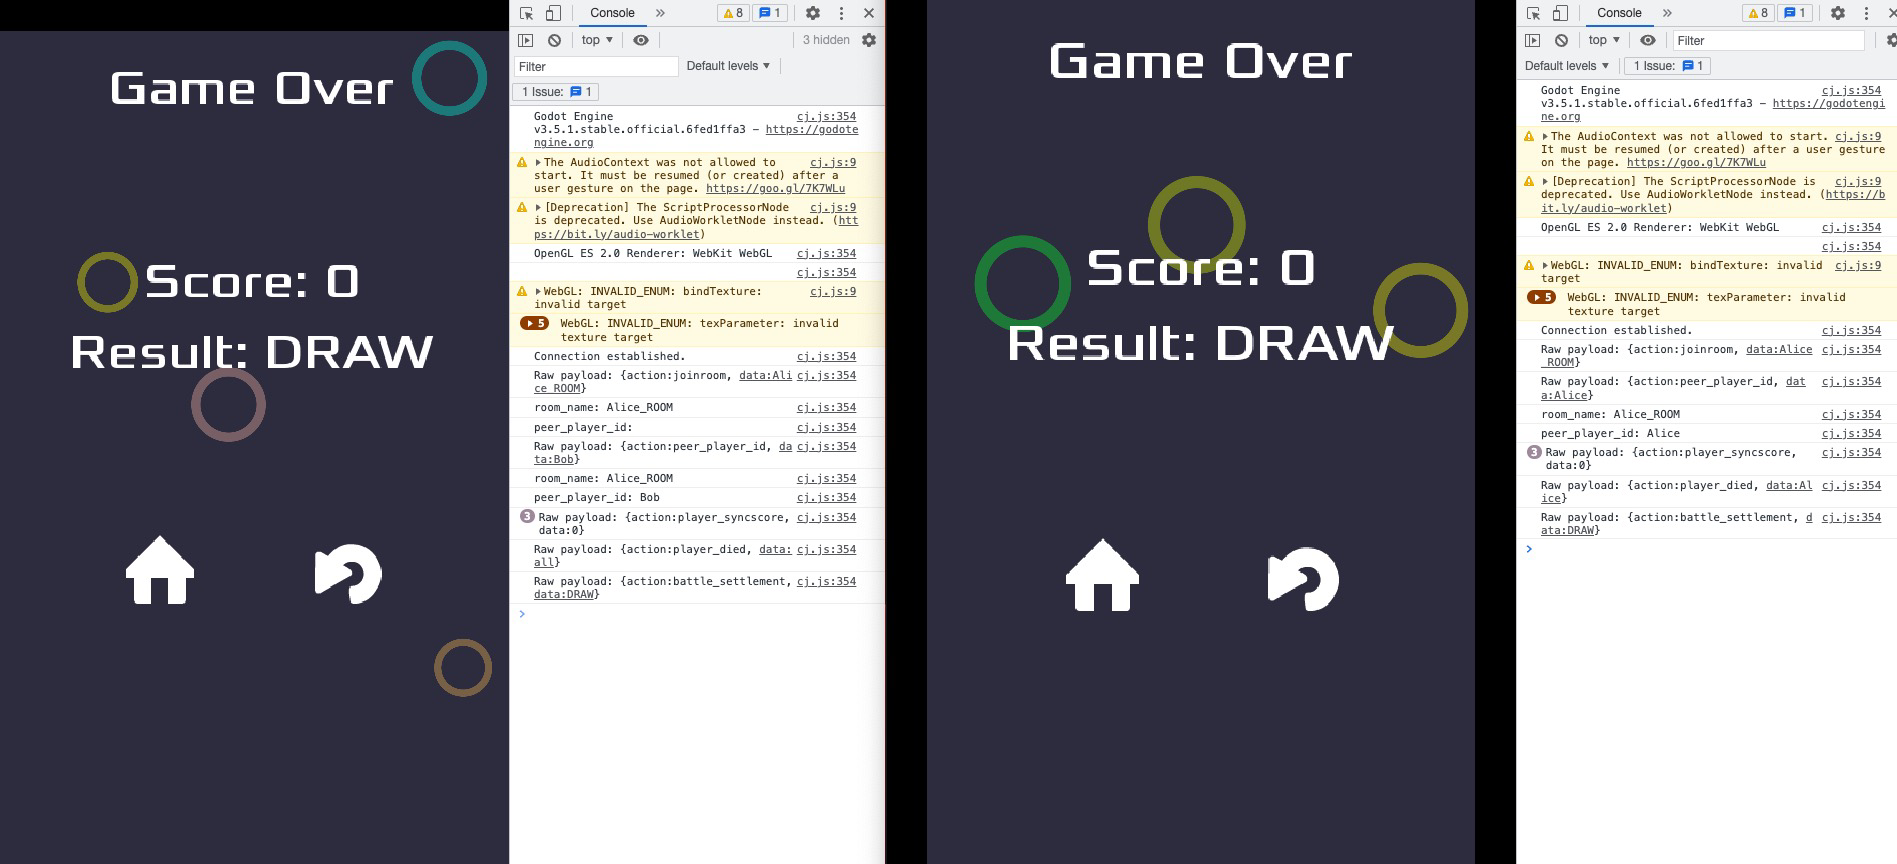 Game Over
Score: 0
Result: DRAW
Console
8
1
top
3 hidden
Filter
Default levels
1 Issue:
1
Godot Engine cj.js:354
v3.5.1.stable.official.6fed1ffa3 – https://godote
ngine.org
The AudioContext was not allowed to cj.js:9
start. It must be resumed (or created) after a
user gesture on the page. https://goo.gl/7K7WLu
[Deprecation] The ScriptProcessorNode cj.js:9
is deprecated. Use AudioWorkletNode instead. (htt
ps://bit.ly/audio-worklet)
OpenGL ES 2.0 Renderer: WebKit WebGL cj.js:354
cj.js:354
WebGL: INVALID_ENUM: bindTexture: cj.js:9
invalid target
5 WebGL: INVALID_ENUM: texParameter: invalid
texture target
Connection established. cj.js:354
Raw payload: {action:joinroom, data:Ali cj.js:354
ce_ROOM}
room_name: Alice_ROOM cj.js:354
peer_player_id: cj.js:354
Raw payload: {action:peer_player_id, da cj.js:354
ta:Bob}
room_name: Alice_ROOM cj.js:354
peer_player_id: Bob cj.js:354
3 Raw payload: {action:player_syncscore, cj.js:354
data:0}
Raw payload: {action:player_died, data: cj.js:354
all}
Raw payload: {action:battle_settlement, cj.js:354
data:DRAW}
Game Over
Score: 0
Result: DRAW
Console
8
1
top
Filter
Default levels
1 Issue:
1
Godot Engine cj.js:354
v3.5.1.stable.official.6fed1ffa3 – https://godotengi
ne.org
The AudioContext was not allowed to start. cj.js:9
It must be resumed (or created) after a user gesture
on the page. https://goo.gl/7K7WLu
[Deprecation] The ScriptProcessorNode is cj.js:9
deprecated. Use AudioWorkletNode instead. (https://b
it.ly/audio-worklet)
OpenGL ES 2.0 Renderer: WebKit WebGL cj.js:354
cj.js:354
WebGL: INVALID_ENUM: bindTexture: invalid cj.js:9
target
5 WebGL: INVALID_ENUM: texParameter: invalid
texture target
Connection established. cj.js:354
Raw payload: {action:joinroom, data:Alice cj.js:354
_ROOM}
Raw payload: {action:peer_player_id, dat cj.js:354
a:Alice}
room_name: Alice_ROOM cj.js:354
peer_player_id: Alice cj.js:354
3 Raw payload: {action:player_syncscore, cj.js:354
data:0}
Raw payload: {action:player_died, data:Al cj.js:354
ice}
Raw payload: {action:battle_settlement, d cj.js:354
ata:DRAW}